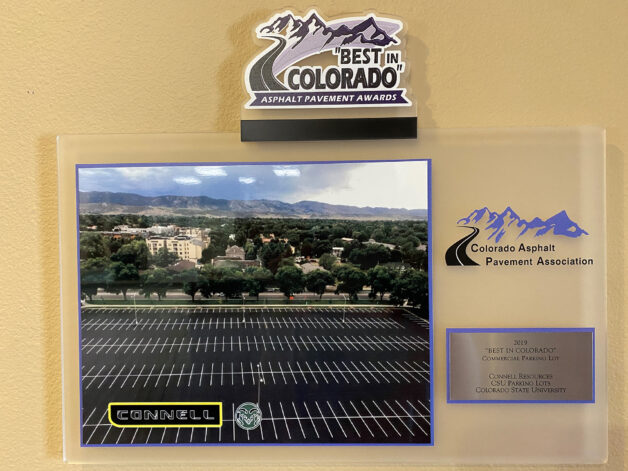 "BEST IN
COLORADO"
ASPHALT PAVEMENT AWARDS
Colorado Asphalt
Pavement Association
2019
"BEST IN COLORADO"
COMMERCIAL PARKING LOT
CONNELL RESOURCES
CSU PARKING LOTS
COLORADO STATE UNIVERSITY
CONNELL